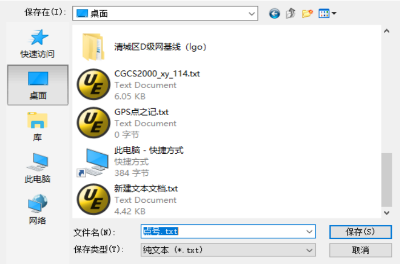 保存在(I):
桌面
快速访问
桌面
库
此电脑
网络
清城区D级网基线（lgo）
CGCS2000_xy_114.txt
Text Document
6.05 KB
GPS点之记.txt
Text Document
0 字节
此电脑 - 快捷方式
快捷方式
384 字节
新建文本文档.txt
Text Document
4.42 KB
文件名(N):
点号.txt
保存(S)
保存类型(T):
纯文本 (*.txt)
取消